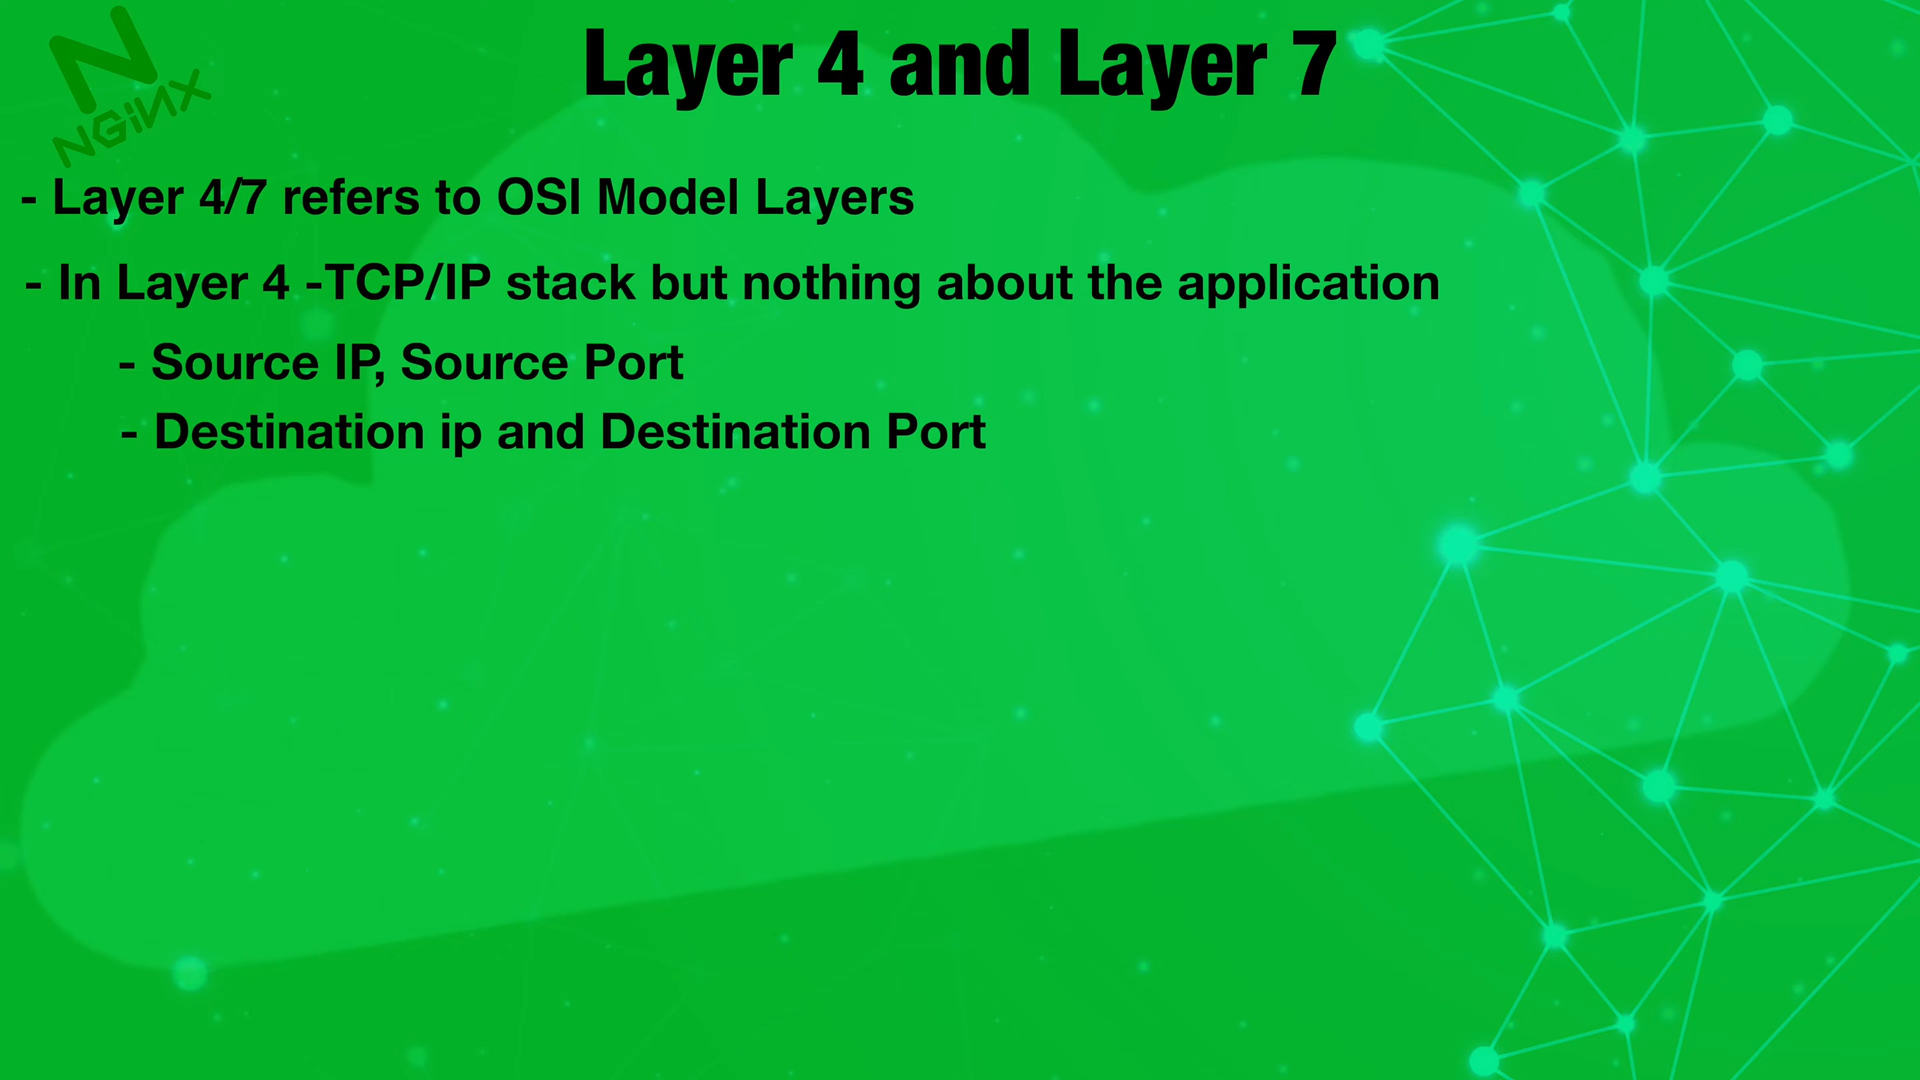 NGiNX
Layer 4 and Layer 7
- Layer 4/7 refers to OSI Model Layers
- In Layer 4 -TCP/IP stack but nothing about the application
- Source IP, Source Port
- Destination ip and Destination Port